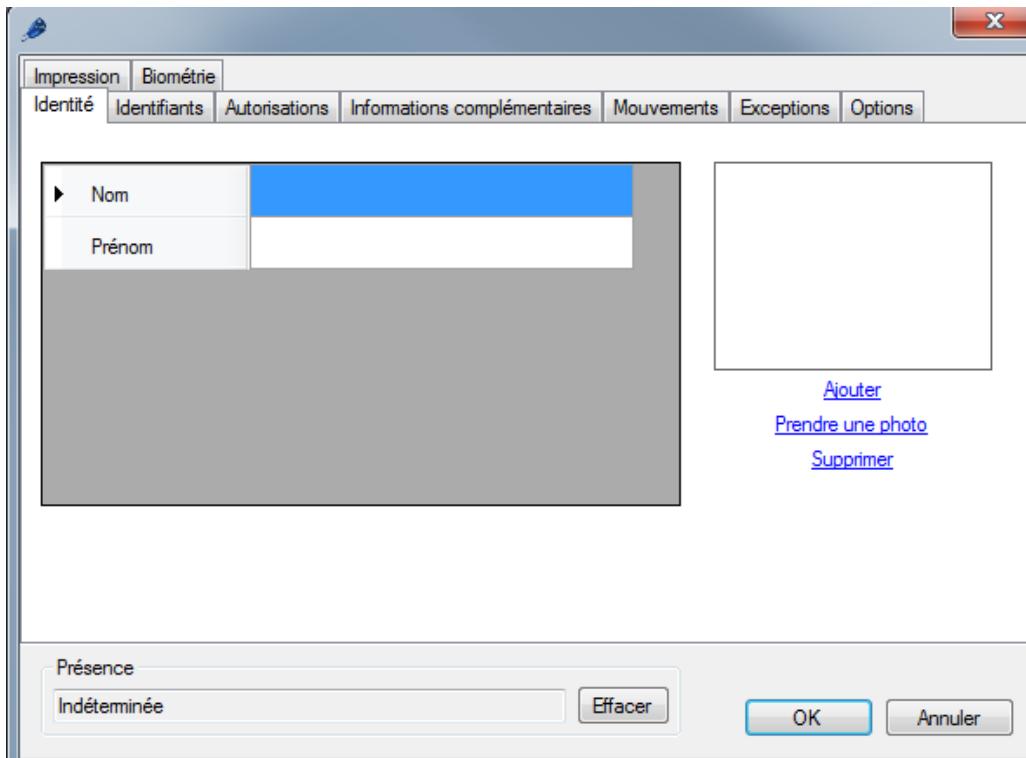 Impression Biométrie
Identité Identifiants Autorisations Informations complémentaires Mouvements Exceptions Options
Nom
Prénom
Ajouter
Prendre une photo
Supprimer
Présence
Indéterminée Effacer
OK Annuler